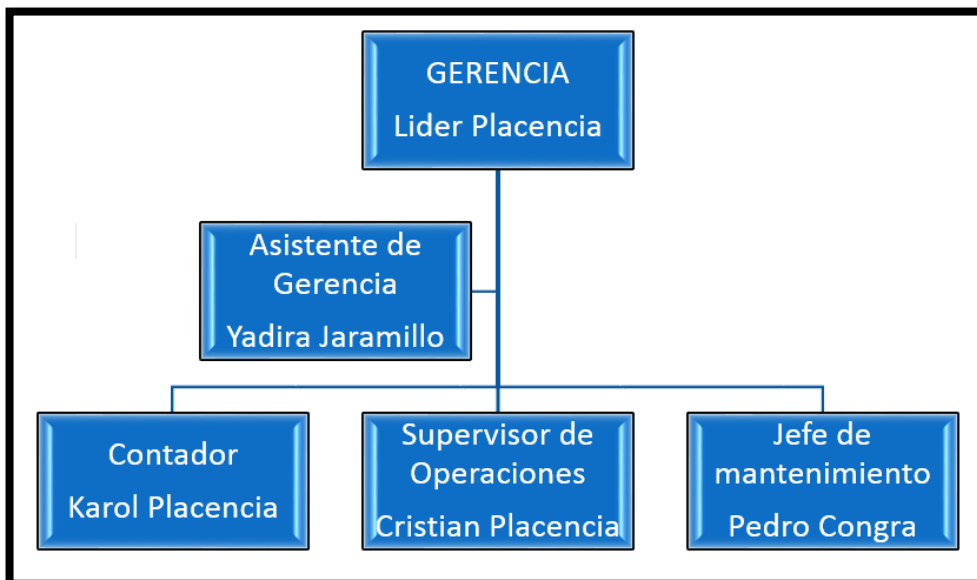 GERENCIA
Lider Placencia
Asistente de
Gerencia
Yadira Jaramillo
Contador
Karol Placencia
Supervisor de
Operaciones
Cristian Placencia
Jefe de
mantenimiento
Pedro Congra